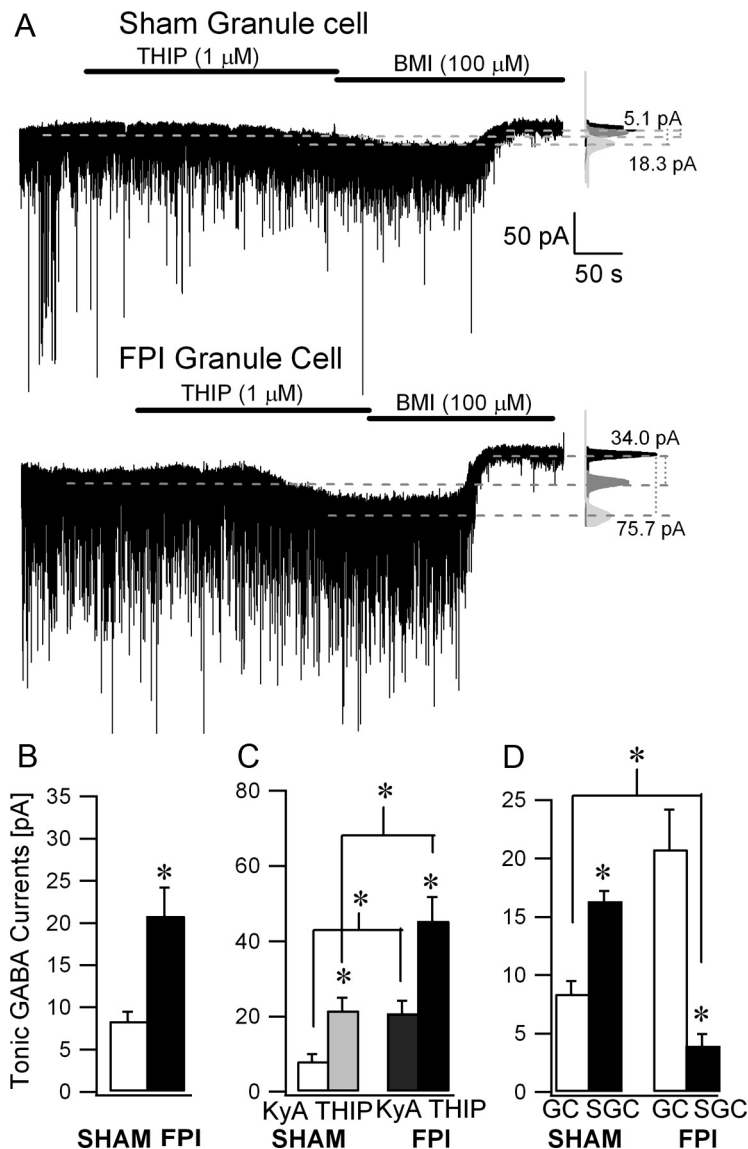 A
Sham Granule cell
THIP (1 μM)
BMI (100 μM)
5.1 pA
18.3 pA
50 pA
50 s
FPI Granule Cell
THIP (1 μM)
BMI (100 μM)
34.0 pA
75.7 pA
B
C
D
Tonic GABA Currents [pA]
35
30
25
20
15
10
5
0
*
SHAM FPI
80
60
40
20
0
*
*
*
*
KyA THIP KyA THIP
SHAM FPI
25
20
15
10
5
0
*
*
*
GC SGC GC SGC
SHAM FPI